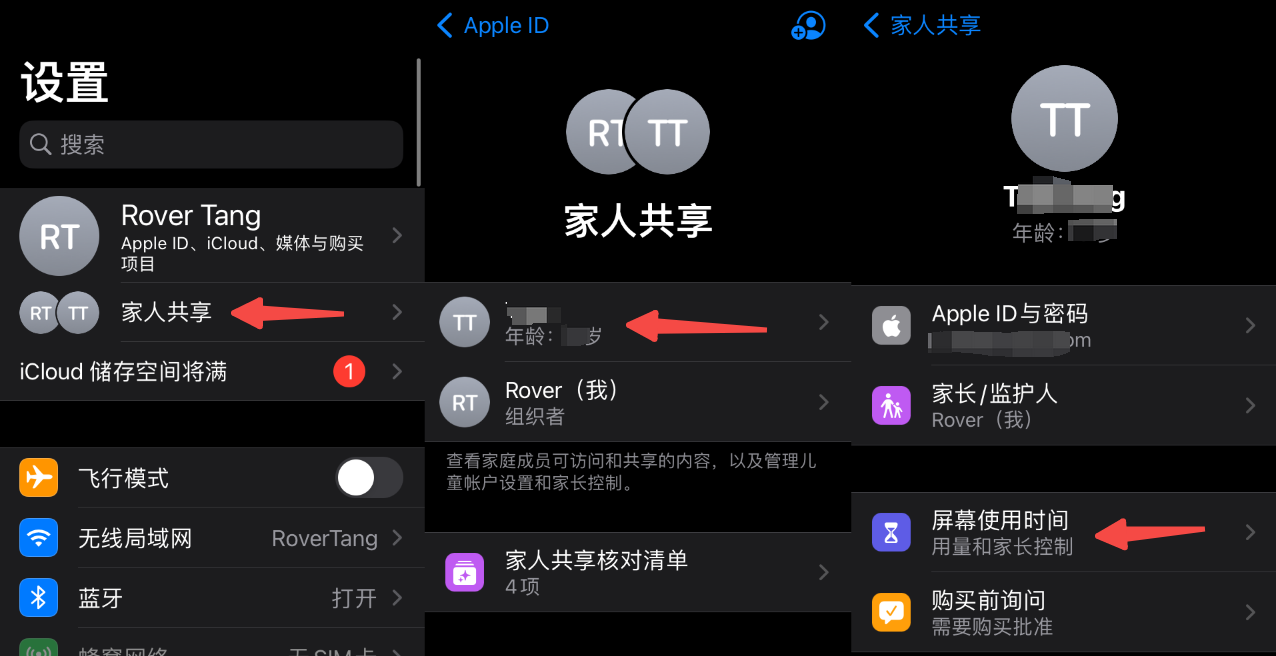 设置
搜索
RT
Rover Tang
Apple ID、iCloud、媒体与购买
项目
RT TT
家人共享
iCloud 储存空间将满
1
飞行模式
无线局域网
RoverTang
蓝牙
打开
蜂窝网络
无 SIM 卡
Apple ID
RT TT
家人共享
TT
年龄：
岁
RT
Rover（我）
组织者
查看家庭成员可访问和共享的内容，以及管理儿
童帐户设置和家长控制。
家人共享核对清单
4项
家人共享
TT
T
g
年龄：
岁
Apple ID与密码
om
家长/监护人
Rover（我）
屏幕使用时间
用量和家长控制
购买前询问
需要购买批准